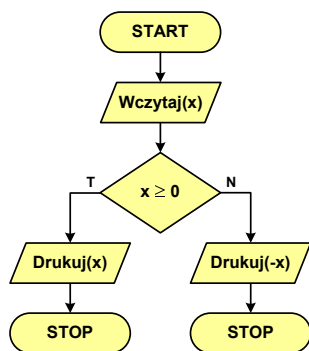 START
Wczytaj(x)
x ≥ 0
T
N
Drukuj(x)
Drukuj(-x)
STOP
STOP